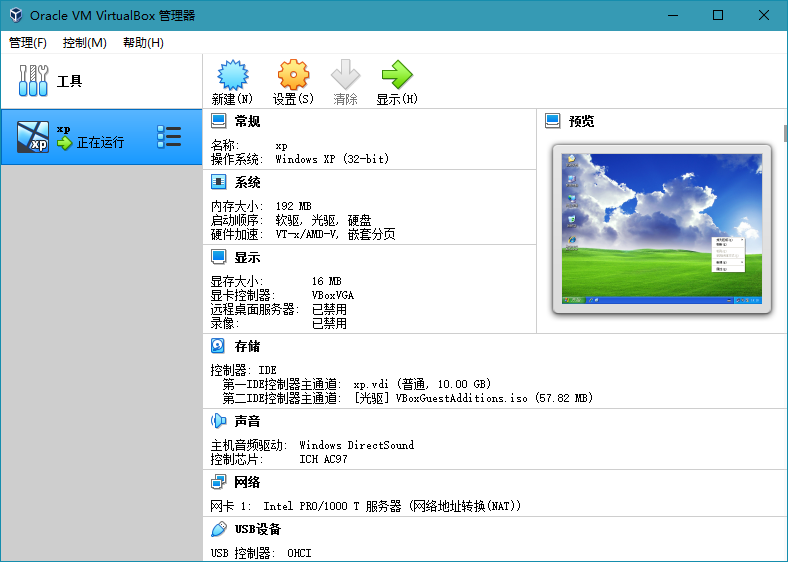 Oracle VM VirtualBox 管理器
管理(F) 控制(M) 帮助(H)
工具
新建(N) 设置(S) 清除 显示(H)
xp
正在运行
常规
名称: xp
操作系统: Windows XP (32-bit)
系统
内存大小: 192 MB
启动顺序: 软驱, 光驱, 硬盘
硬件加速: VT-x/AMD-V, 嵌套分页
显示
显存大小: 16 MB
显卡控制器: VBoxVGA
远程桌面服务器: 已禁用
录像: 已禁用
预览
存储
控制器: IDE
第一IDE控制器主通道: xp.vdi (普通, 10.00 GB)
第二IDE控制器主通道: [光驱] VBoxGuestAdditions.iso (57.82 MB)
声音
主机音频驱动: Windows DirectSound
控制芯片: ICH AC97
网络
网卡 1: Intel PRO/1000 T 服务器 (网络地址转换(NAT))
USB设备
USB 控制器: OHCI